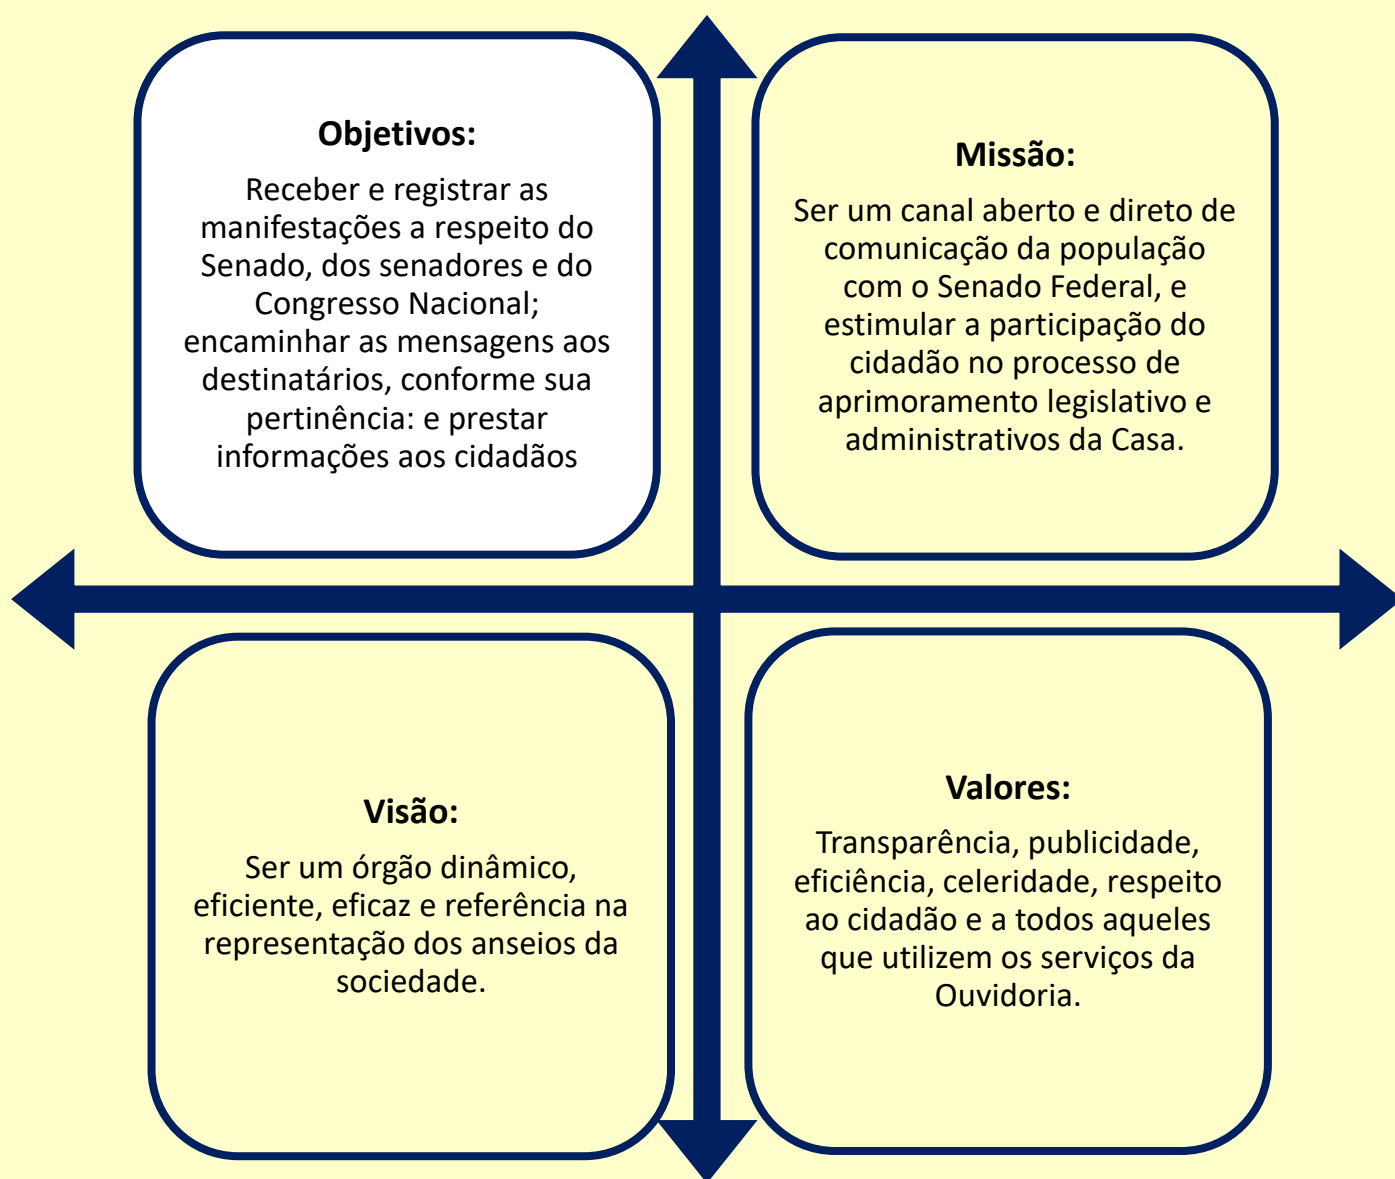 Objetivos:
Receber e registrar as
manifestações a respeito do
Senado, dos senadores e do
Congresso Nacional;
encaminhar as mensagens aos
destinatários, conforme sua
pertinência: e prestar
informações aos cidadãos
Missão:
Ser um canal aberto e direto de
comunicação da população
com o Senado Federal, e
estimular a participação do
cidadão no processo de
aprimoramento legislativo e
administrativos da Casa.
Visão:
Ser um órgão dinâmico,
eficiente, eficaz e referência na
representação dos anseios da
sociedade.
Valores:
Transparência, publicidade,
eficiência, celeridade, respeito
ao cidadão e a todos aqueles
que utilizem os serviços da
Ouvidoria.